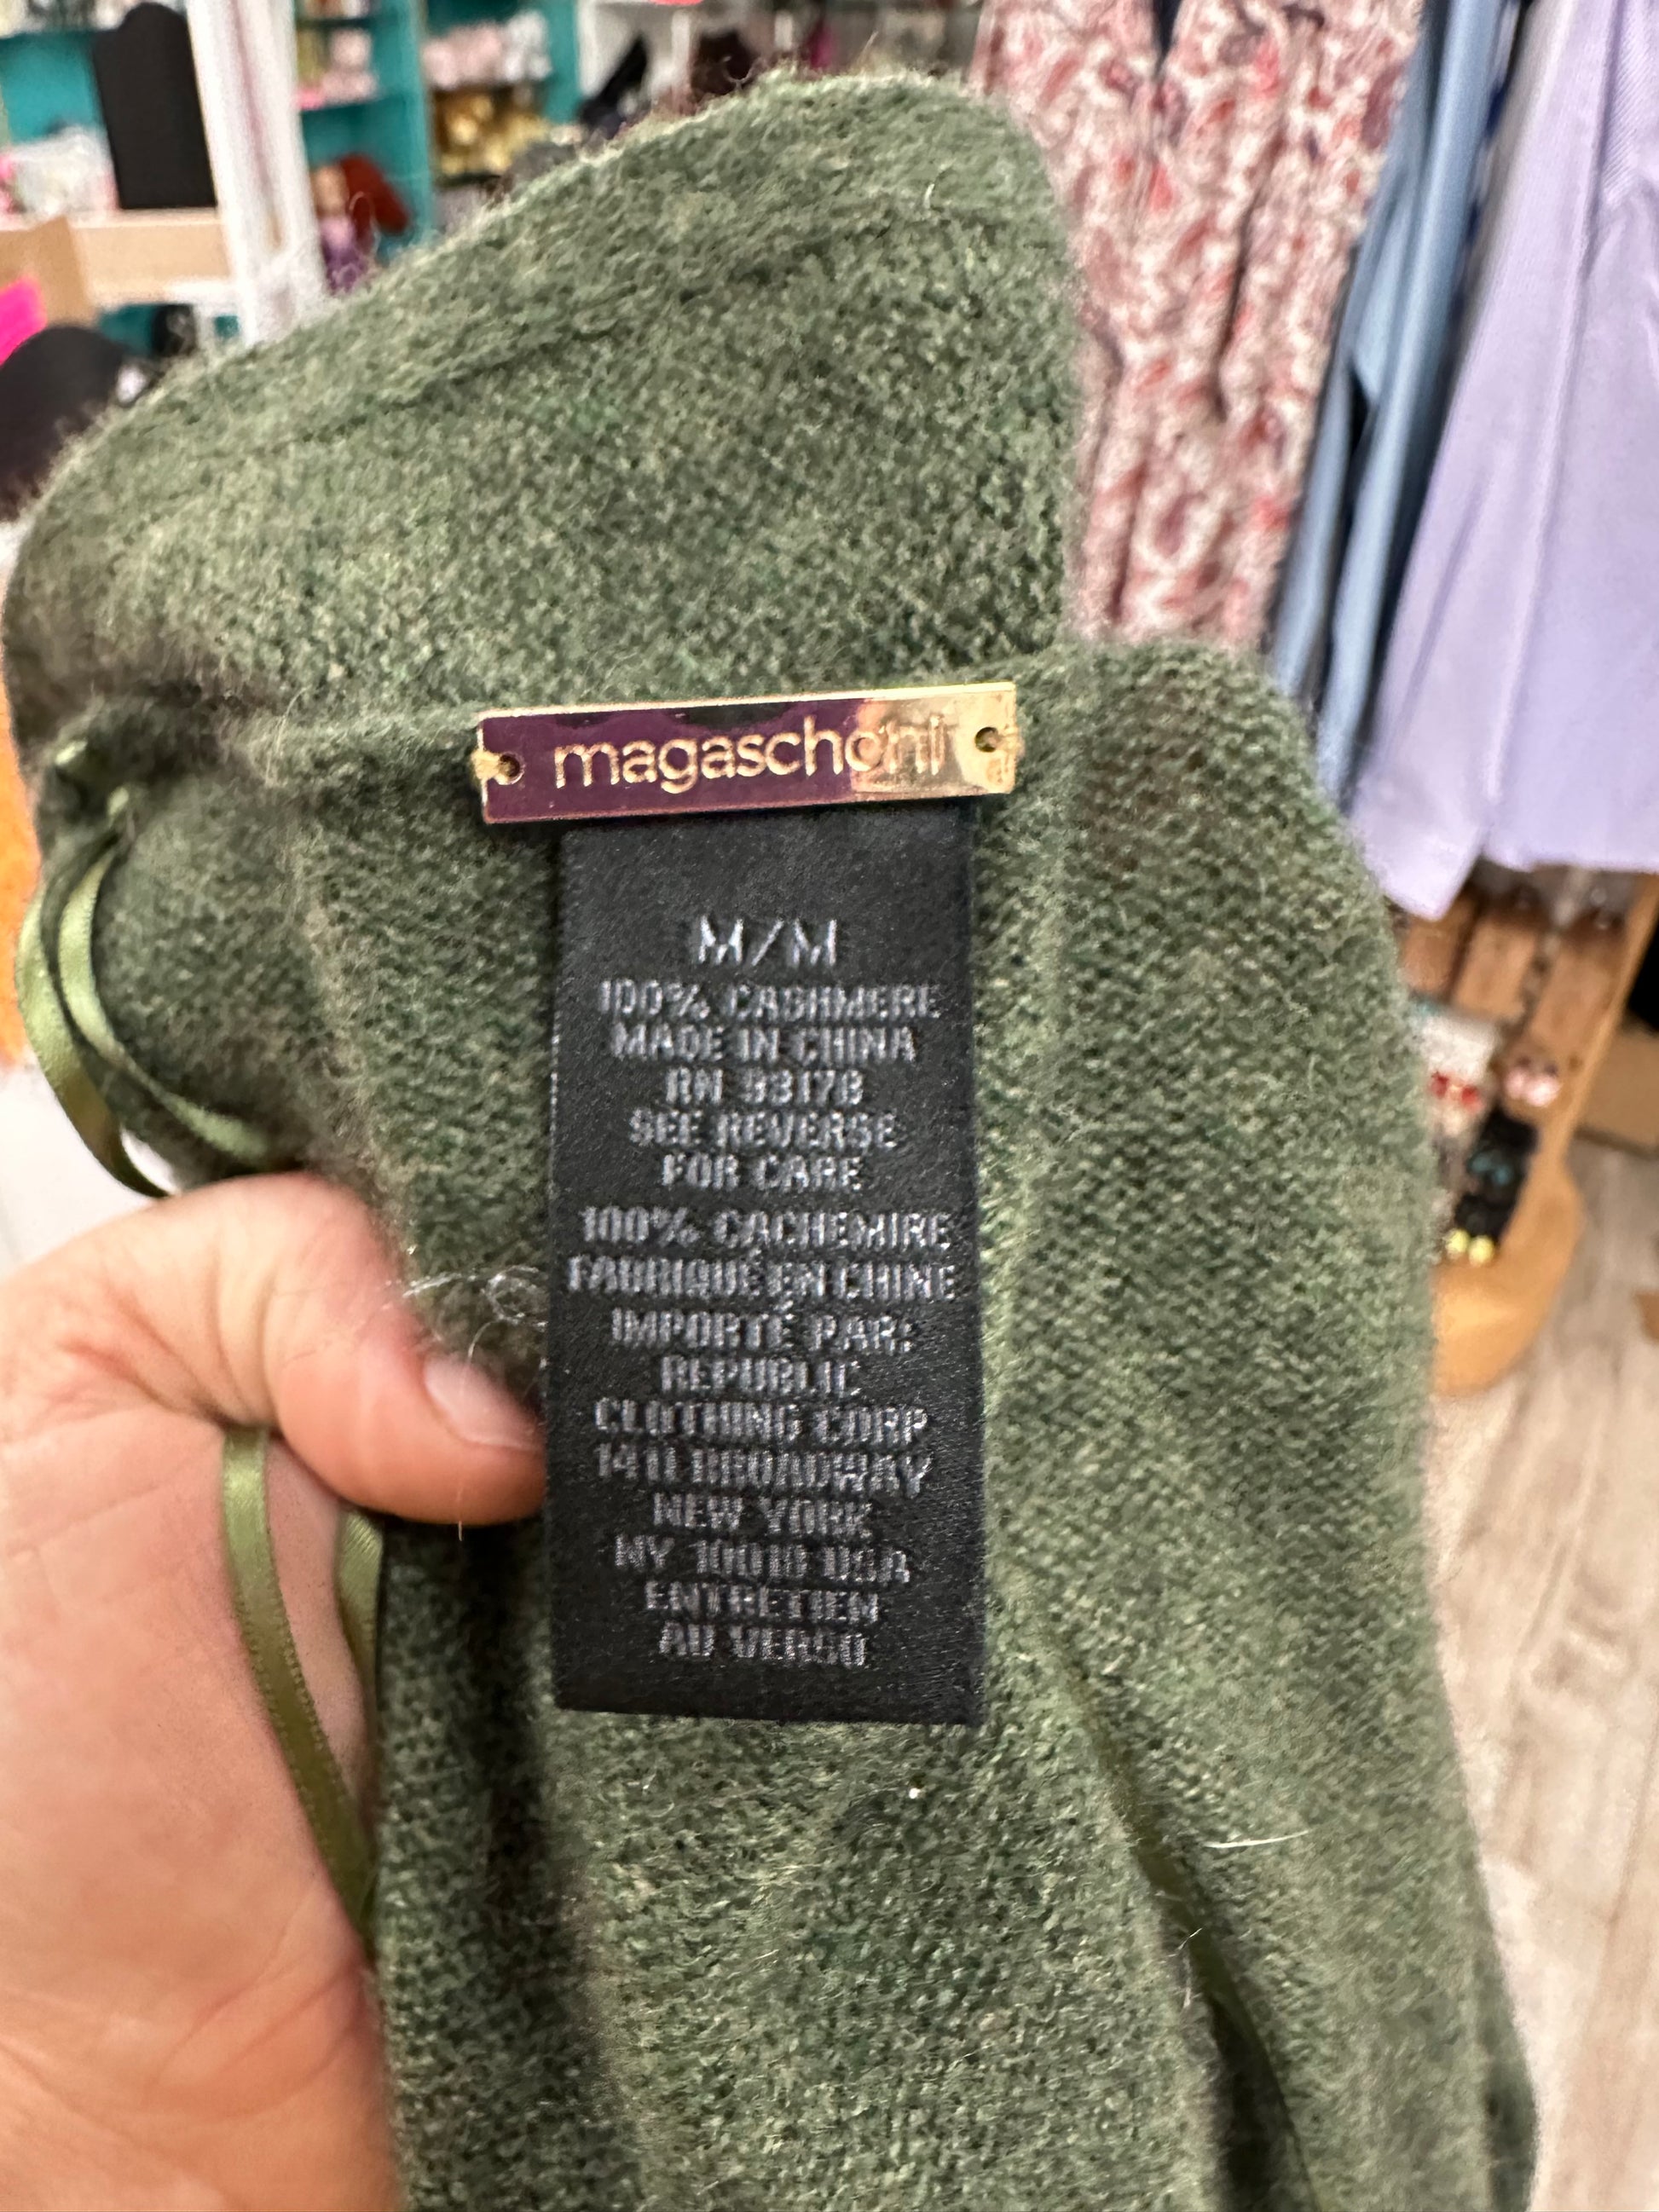 magaschoni
M/M
100% CASHMERE
MADE IN CHINA
RN 93178
SEE REVERSE
FOR CARE
100% CACHEMIRE
FABRIQUÉ EN CHINE
IMPORTÉ PAR:
REPUBLIC
CLOTHING CORP
1411 BROADWAY
NEW YORK
NY 10018 USA
ENTRETIEN
AU VERSO